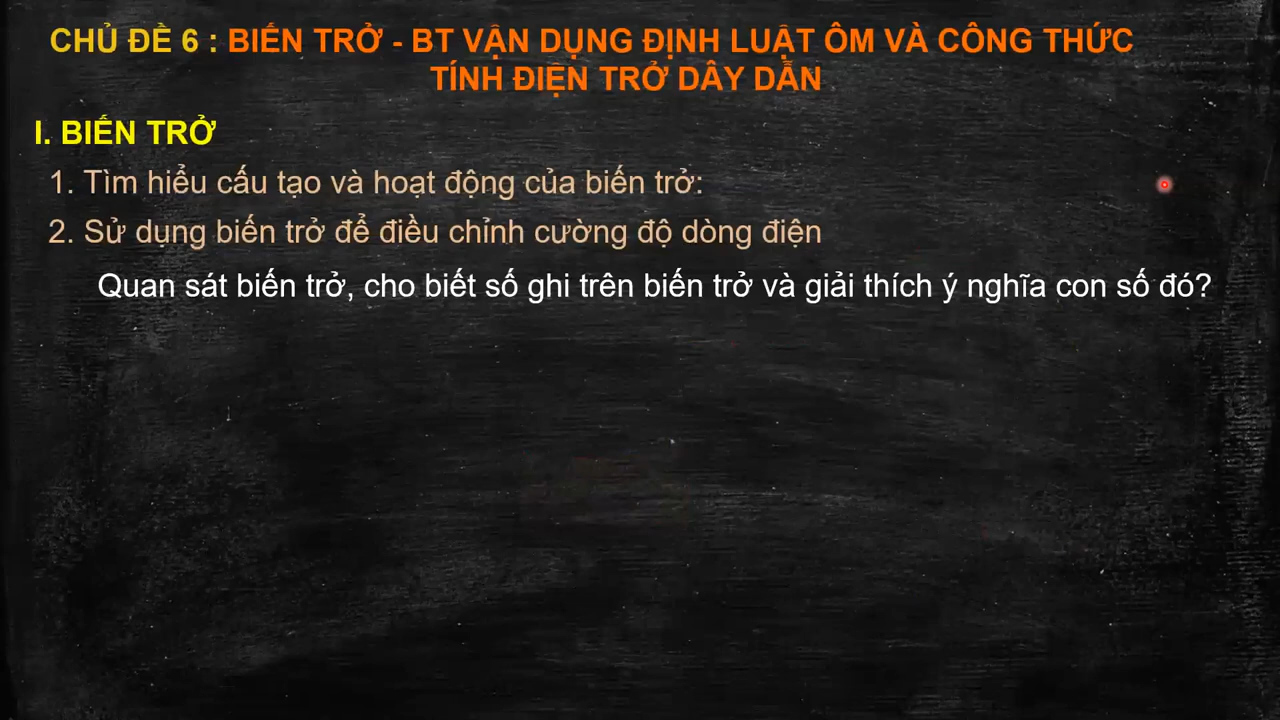 CHỦ ĐỀ 6 : BIẾN TRỞ - BT VẬN DỤNG ĐỊNH LUẬT ÔM VÀ CÔNG THỨC
TÍNH ĐIỆN TRỞ DÂY DẪN
I. BIẾN TRỞ
1. Tìm hiểu cấu tạo và hoạt động của biến trở:
2. Sử dụng biến trở để điều chỉnh cường độ dòng điện
Quan sát biến trở, cho biết số ghi trên biến trở và giải thích ý nghĩa con số đó?